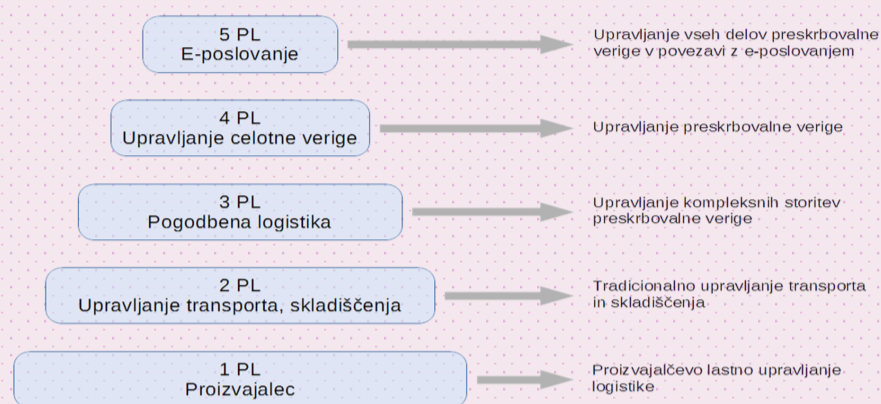 5 PL
E-poslovanje
Upravljanje vseh delov preskrbovalne
verige v povezavi z e-poslovanjem
4 PL
Upravljanje celotne verige
Upravljanje preskrbovalne verige
3 PL
Pogodbena logistika
Upravljanje kompleksnih storitev
preskrbovalne verige
2 PL
Upravljanje transporta, skladiščenja
Tradicionalno upravljanje transporta
in skladiščenja
1 PL
Proizvajalec
Proizvajalčevo lastno upravljanje
logistike